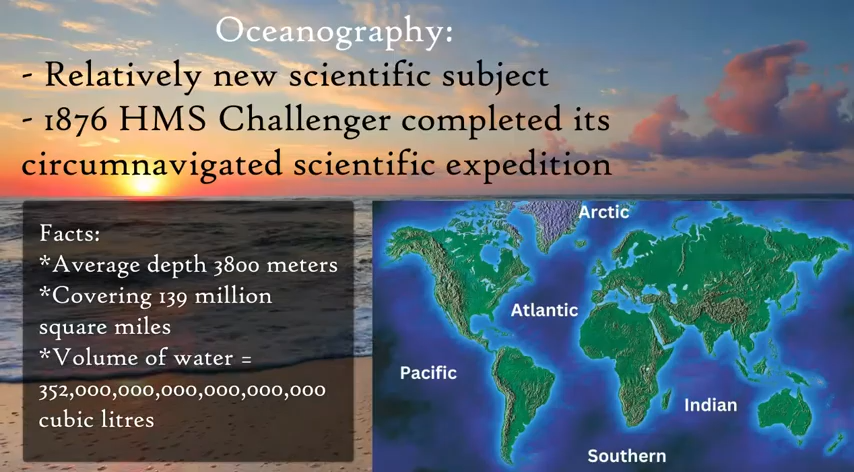 Oceanography:
- Relatively new scientific subject
- 1876 HMS Challenger completed its
circumnavigated scientific expedition
Facts:
*Average depth 3800 meters
*Covering 139 million
square miles
*Volume of water =
352,000,000,000,000,000,000
cubic litres
Arctic
Atlantic
Pacific
Indian
Southern